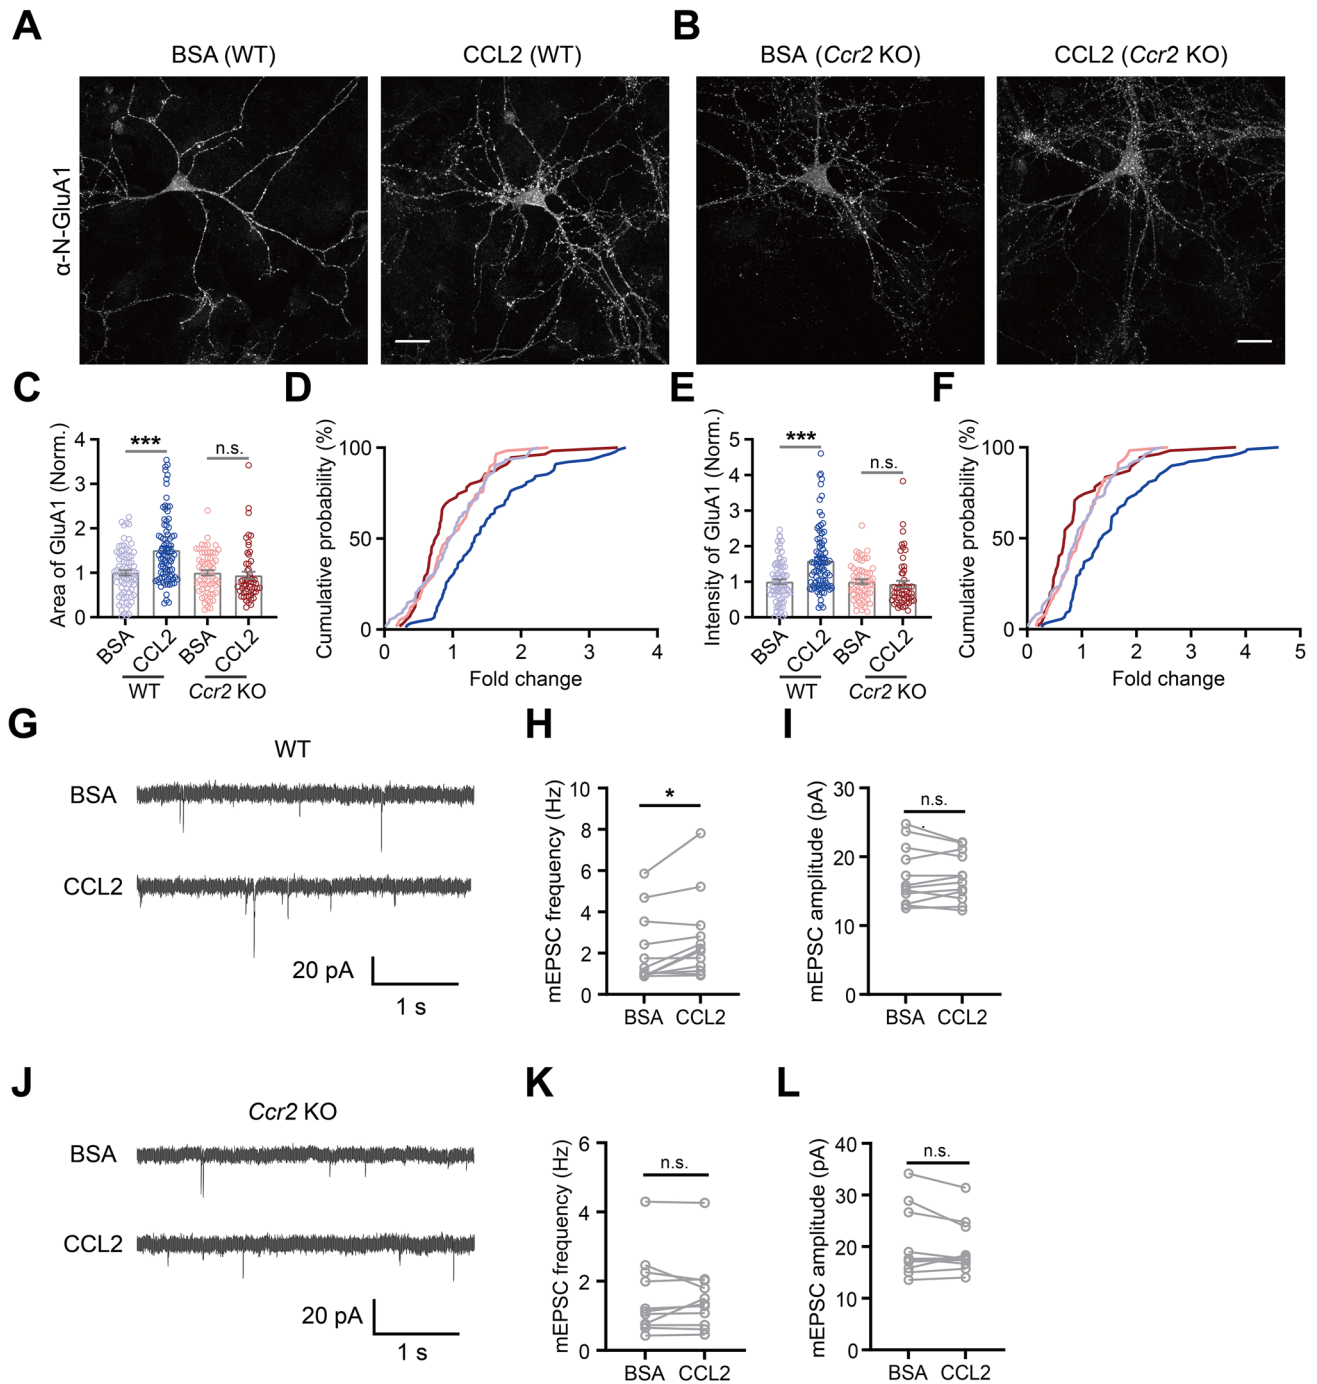 A
B
BSA (WT)
CCL2 (WT)
BSA (Ccr2 KO)
CCL2 (Ccr2 KO)
α-N-GluA1
C
D
E
F
Area of GluA1 (Norm.)
4
3
2
1
0
***
n.s.
BSA
CCL2
BSA
CCL2
WT
Ccr2 KO
Cumulative probability (%)
100
50
0
0
1
2
3
4
Fold change
Intensity of GluA1 (Norm.)
5
4
3
2
1
0
***
n.s.
BSA
CCL2
BSA
CCL2
WT
Ccr2 KO
Cumulative probability (%)
100
50
0
0
1
2
3
4
5
Fold change
G
WT
BSA
CCL2
20 pA
1 s
H
mEPSC frequency (Hz)
10
8
6
4
2
0
*
BSA
CCL2
I
mEPSC amplitude (pA)
30
20
10
0
n.s.
BSA
CCL2
J
Ccr2 KO
BSA
CCL2
20 pA
1 s
K
mEPSC frequency (Hz)
6
4
2
0
n.s.
BSA
CCL2
L
mEPSC amplitude (pA)
40
30
20
10
0
n.s.
BSA
CCL2